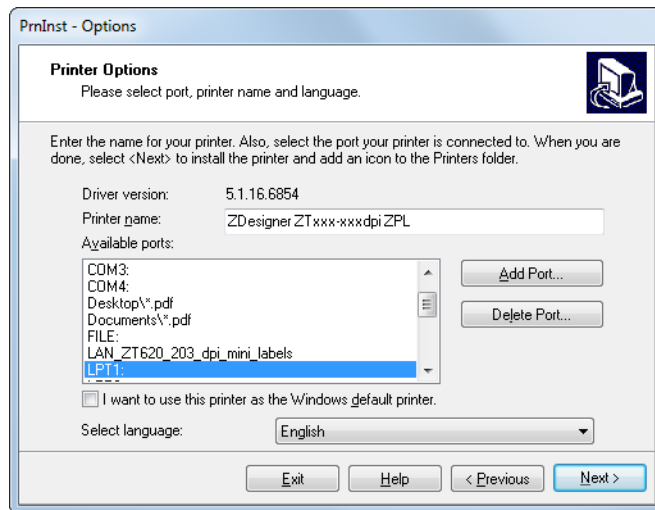 PrnInst - Options
Printer Options
Please select port, printer name and language.
Enter the name for your printer. Also, select the port your printer is connected to. When you are
done, select <Next> to install the printer and add an icon to the Printers folder.
Driver version: 5.1.16.6854
Printer name: ZDesigner ZTxxx-xxxdpi ZPL
Available ports:
COM3:
COM4:
Desktop\*.pdf
Documents\*.pdf
FILE:
LAN_ZT620_203_dpi_mini_labels
LPT1:
Add Port...
Delete Port...
I want to use this printer as the Windows default printer.
Select language: English
Exit Help < Previous Next >